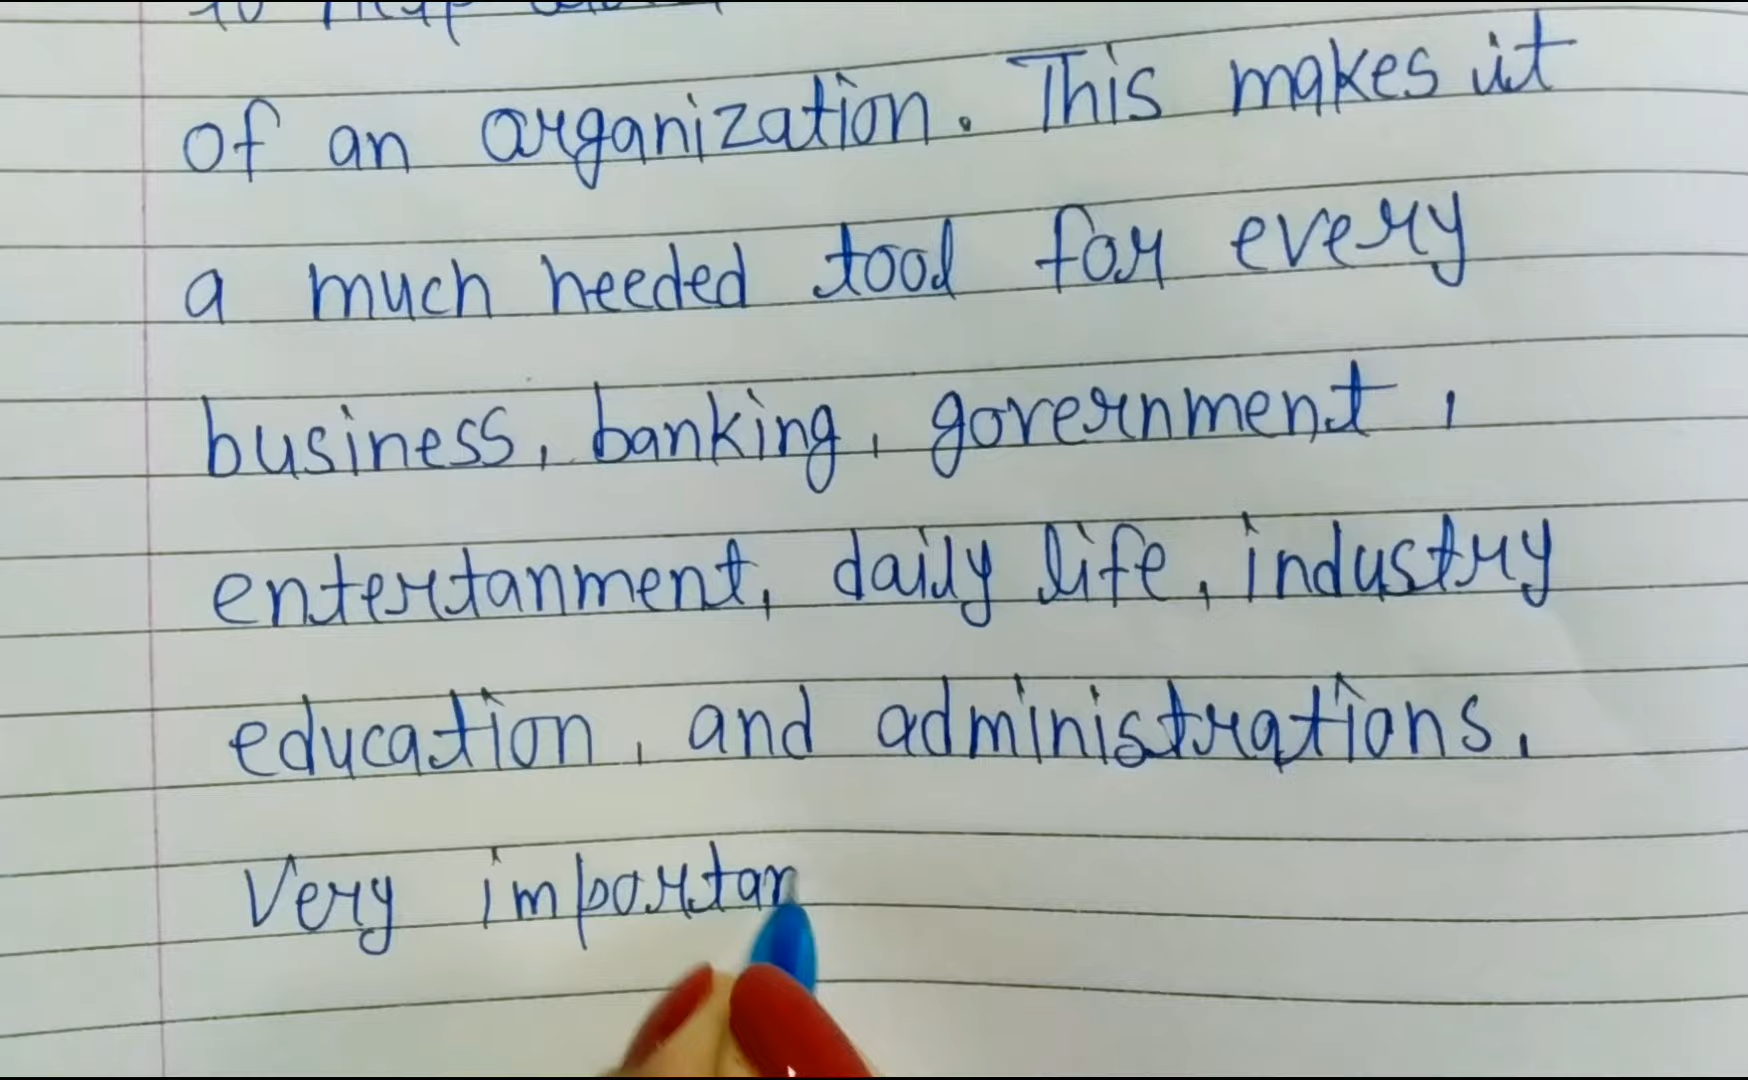 of an organization. This makes it
a much needed tool for every
business, banking, government,
entertanment, daily life, industry
education, and administrations.
Very importan